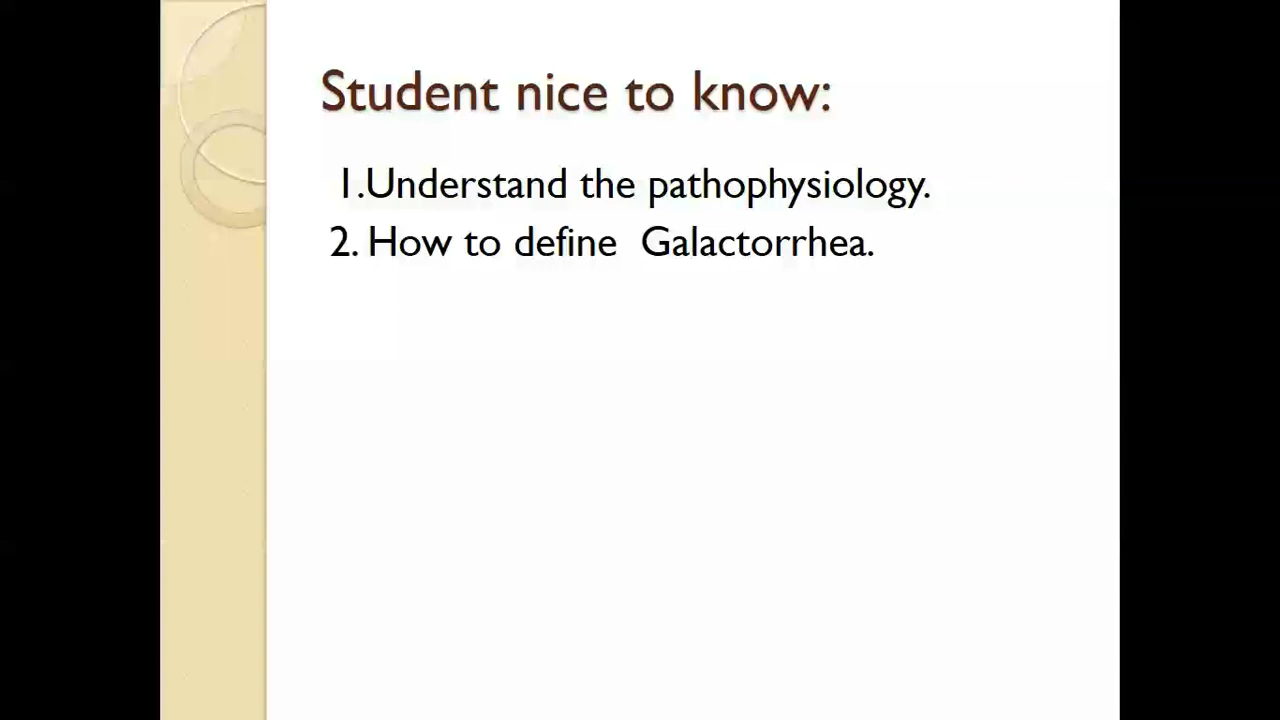 Student nice to know:
1.Understand the pathophysiology.
2. How to define  Galactorrhea.